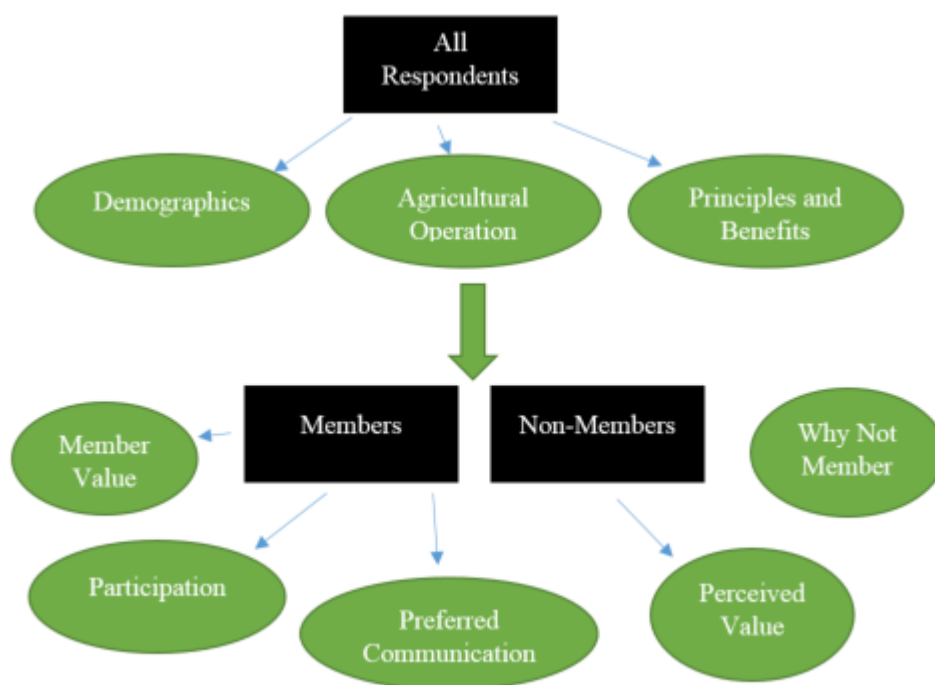 All
Respondents
Demographics
Agricultural
Operation
Principles and
Benefits
Members
Non-Members
Member
Value
Why Not
Member
Participation
Preferred
Communication
Perceived
Value